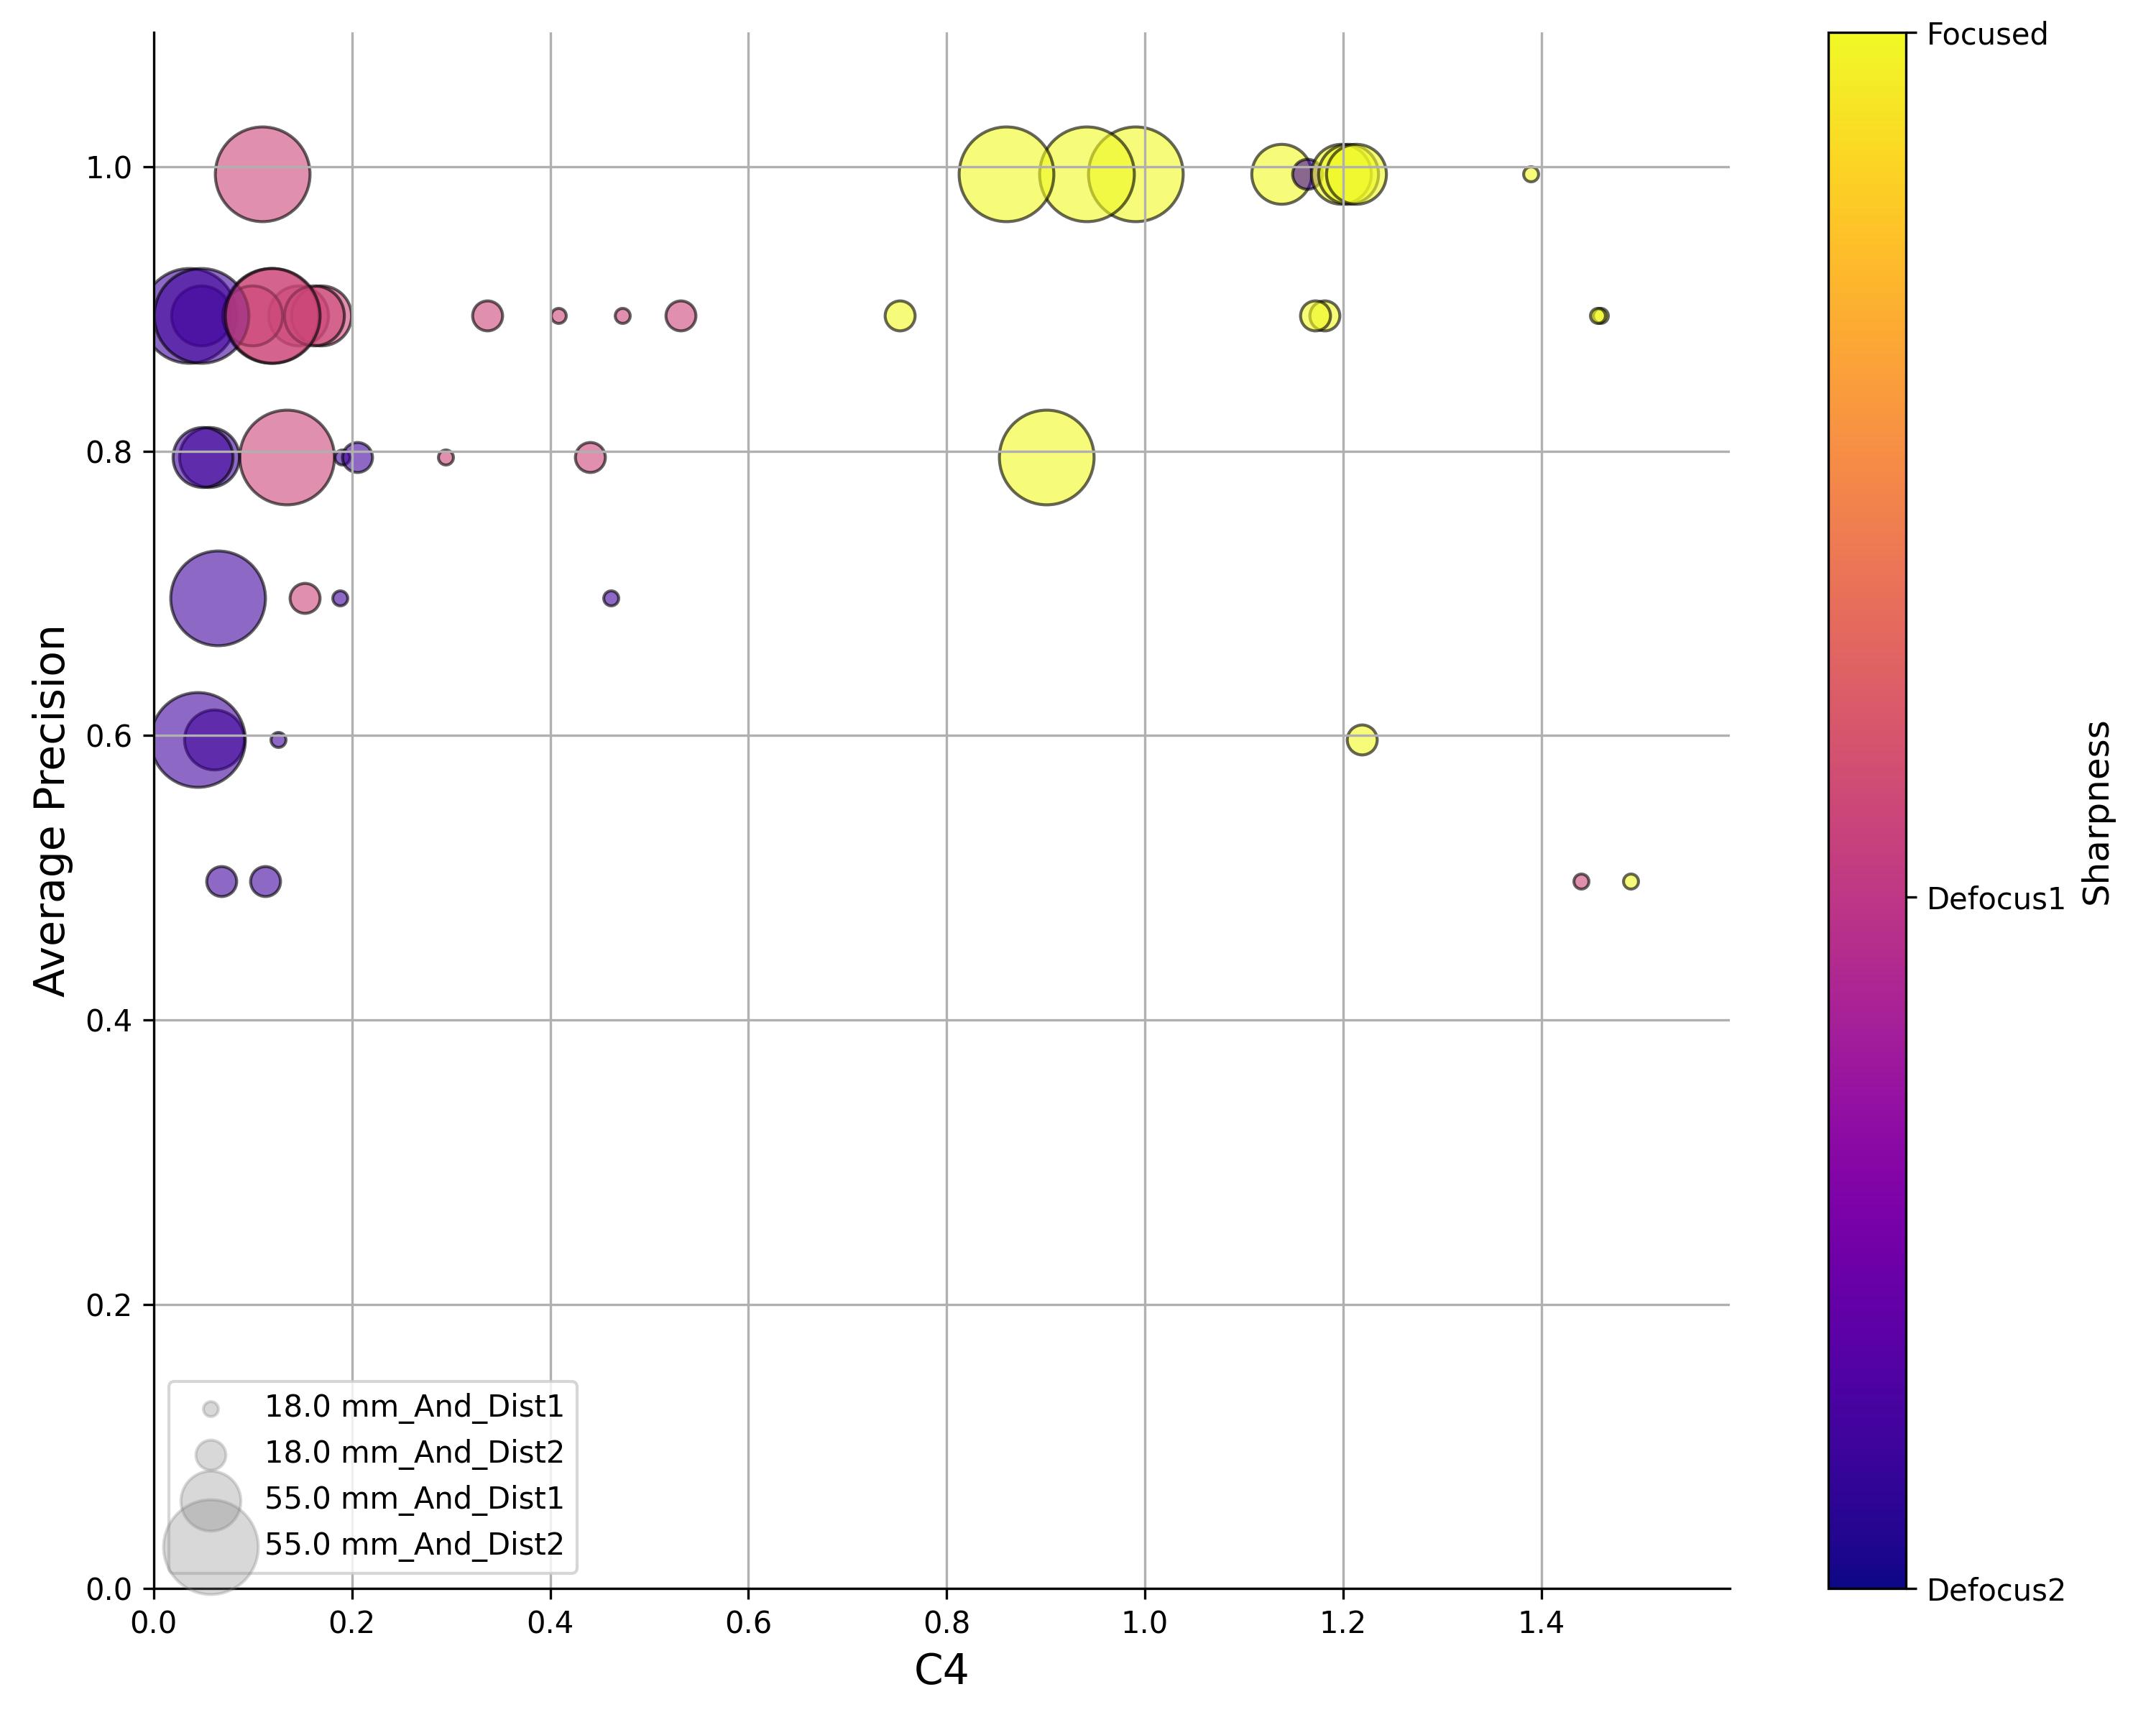 Average Precision
1.0
0.8
0.6
0.4
0.2
0.0
18.0 mm_And_Dist1
18.0 mm_And_Dist2
55.0 mm_And_Dist1
55.0 mm_And_Dist2
0.0 0.2 0.4 0.6 0.8 1.0 1.2 1.4
C4
Focused
Defocus1
Defocus2
Sharpness